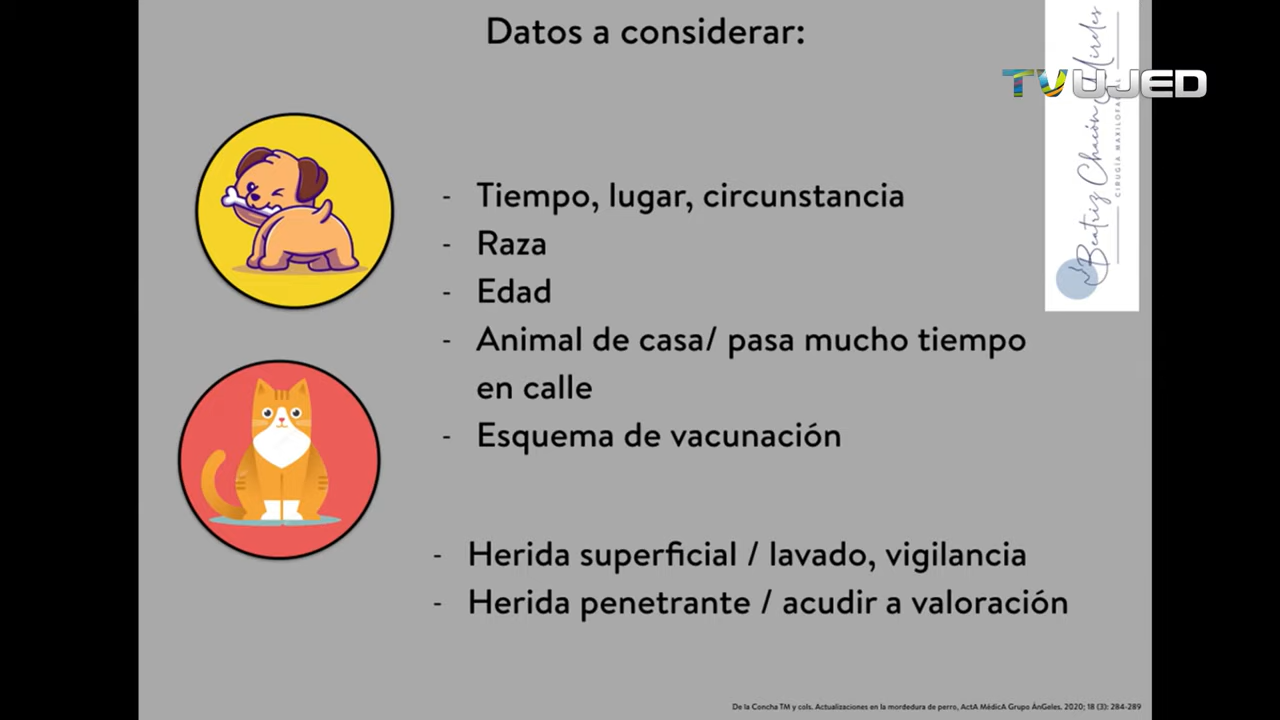 Datos a considerar:
TVUJED
Beatriz Chacón Mireles
- Tiempo, lugar, circunstancia
- Raza
- Edad
- Animal de casa/ pasa mucho tiempo
en calle
- Esquema de vacunación
- Herida superficial / lavado, vigilancia
- Herida penetrante / acudir a valoración
De la Concha TM y cols. Actualizaciones en la mordedura de perro, ActA MédicA Grupo ÁnGeles. 2020; 18 (3): 284-289